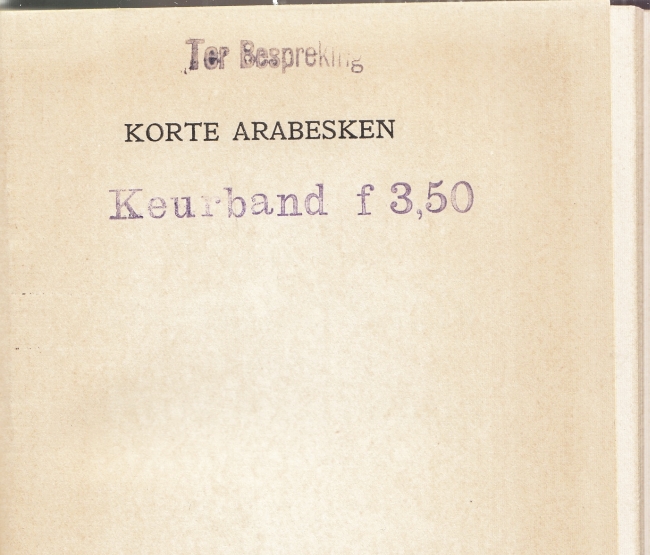 Ter Bespreking
KORTE ARABESKEN
Keurband f 3,50